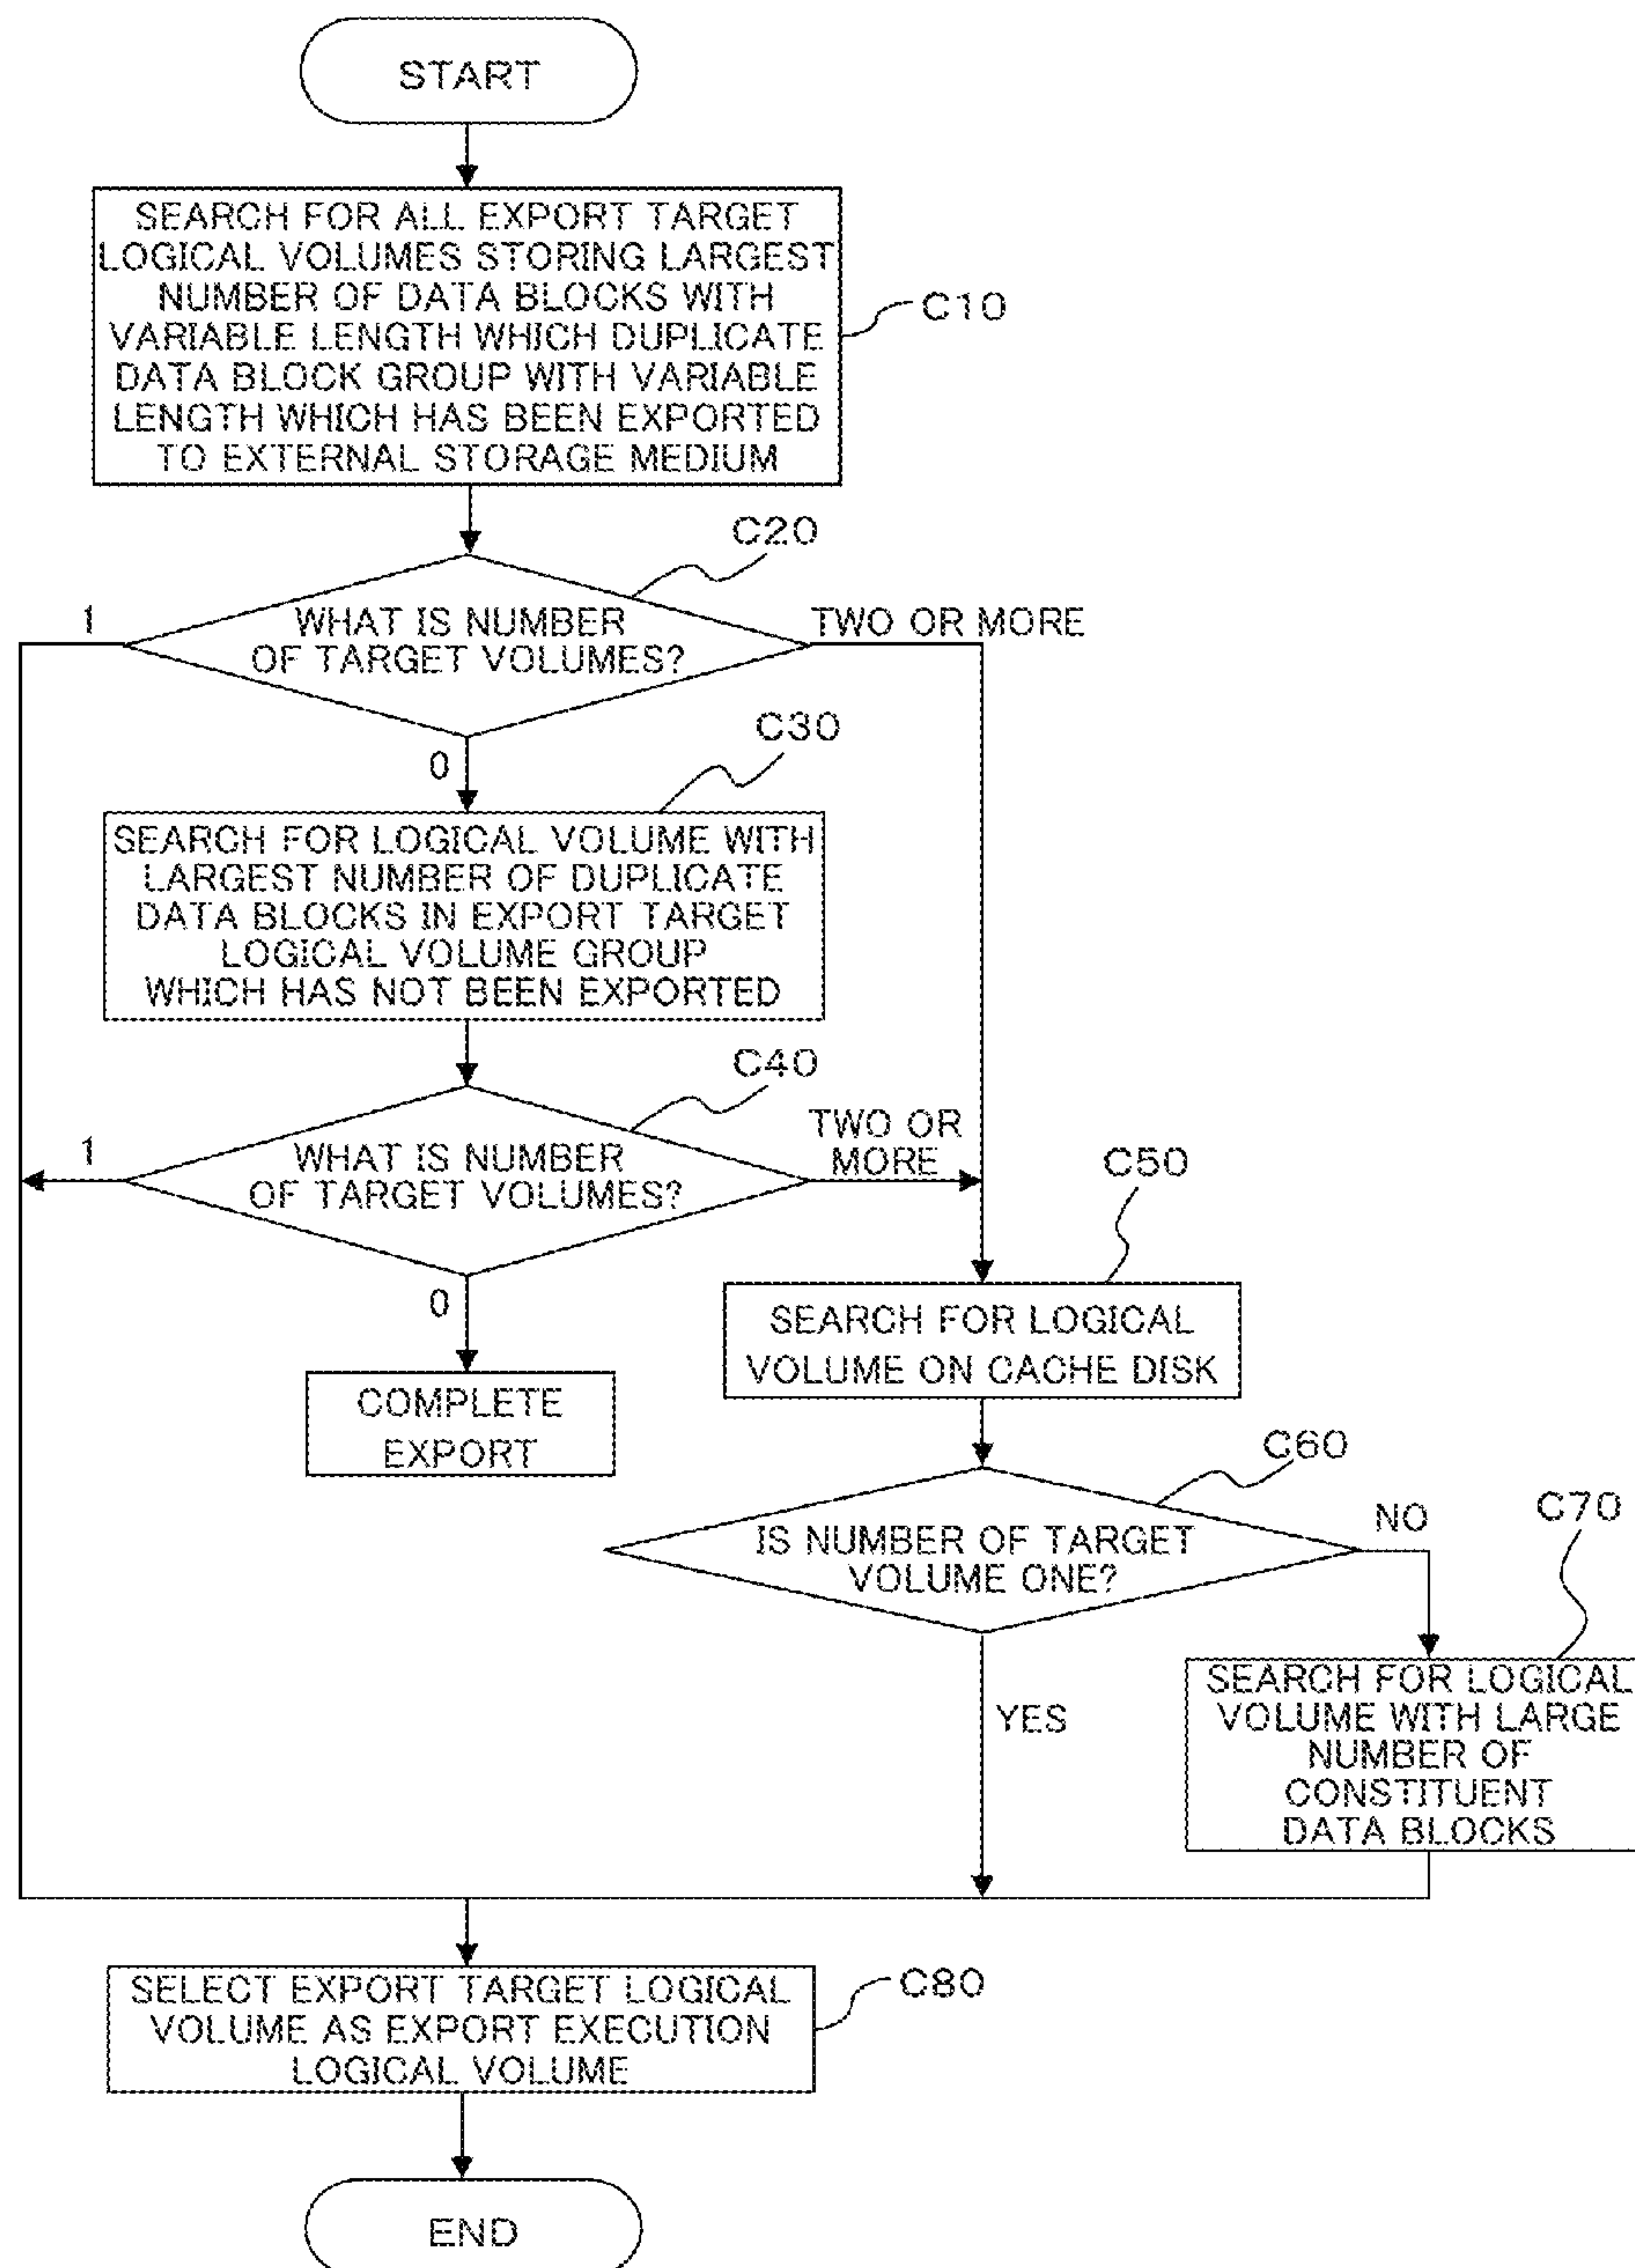 START
SEARCH FOR ALL EXPORT TARGET
LOGICAL VOLUMES STORING LARGEST
NUMBER OF DATA BLOCKS WITH
VARIABLE LENGTH WHICH DUPLICATE
DATA BLOCK GROUP WITH VARIABLE
LENGTH WHICH HAS BEEN EXPORTED
TO EXTERNAL STORAGE MEDIUM
C10
C20
1
WHAT IS NUMBER
OF TARGET VOLUMES?
TWO OR MORE
0
C30
SEARCH FOR LOGICAL VOLUME WITH
LARGEST NUMBER OF DUPLICATE
DATA BLOCKS IN EXPORT TARGET
LOGICAL VOLUME GROUP
WHICH HAS NOT BEEN EXPORTED
C40
1
WHAT IS NUMBER
OF TARGET VOLUMES?
TWO OR
MORE
0
COMPLETE
EXPORT
C50
SEARCH FOR LOGICAL
VOLUME ON CACHE DISK
C60
IS NUMBER OF TARGET
VOLUME ONE?
NO
YES
C70
SEARCH FOR LOGICAL
VOLUME WITH LARGE
NUMBER OF
CONSTITUENT
DATA BLOCKS
SELECT EXPORT TARGET LOGICAL
VOLUME AS EXPORT EXECUTION
LOGICAL VOLUME
C80
END